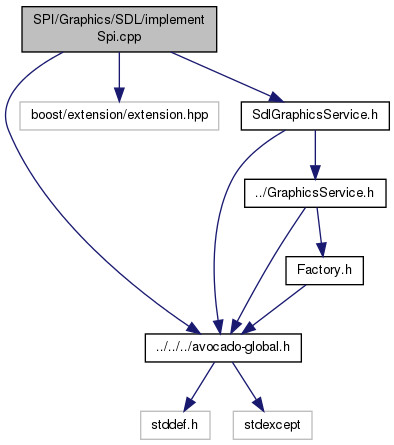 SPI/Graphics/SDL/implement
Spi.cpp
boost/extension/extension.hpp
SdlGraphicsService.h
../GraphicsService.h
Factory.h
../../../avocado-global.h
stddef.h
stdexcept